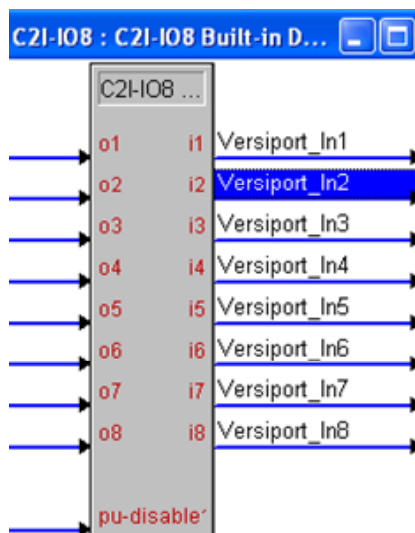 C2I-IO8 : C2I-IO8 Built-in D...
C2I-IO8 ...
o1 i1 Versiport_In1
o2 i2 Versiport_In2
o3 i3 Versiport_In3
o4 i4 Versiport_In4
o5 i5 Versiport_In5
o6 i6 Versiport_In6
o7 i7 Versiport_In7
o8 i8 Versiport_In8
pu-disable